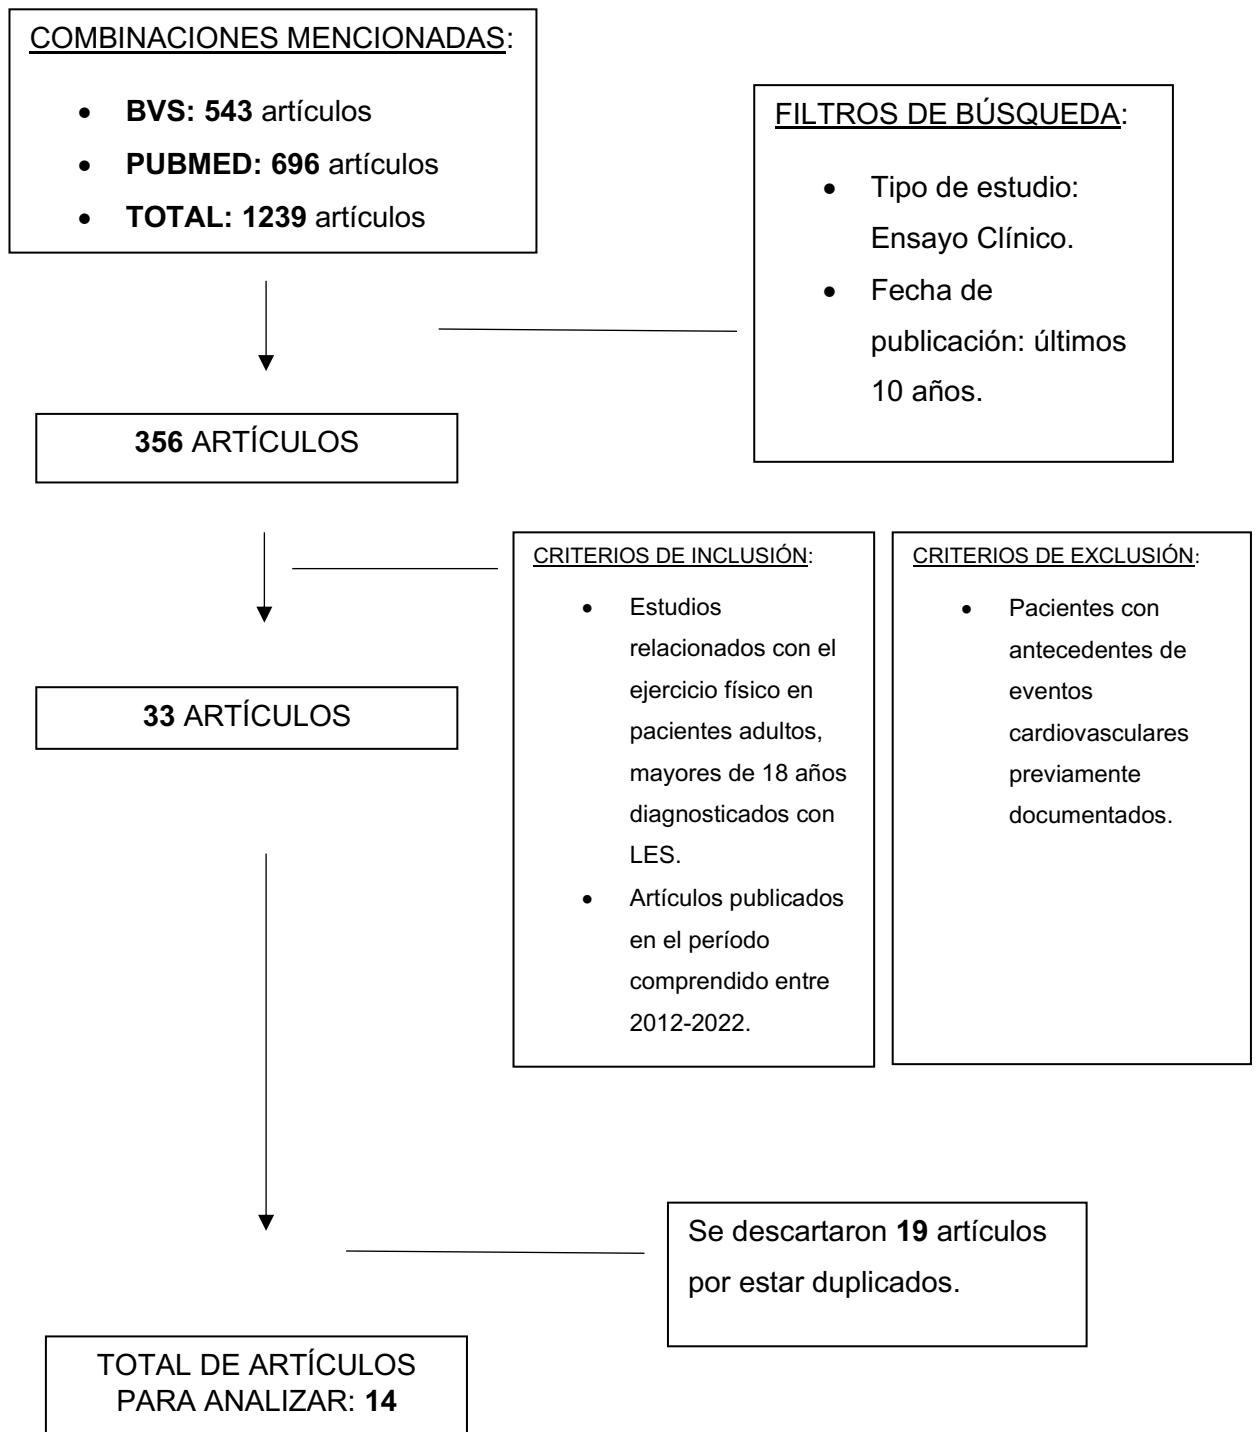 COMBINACIONES MENCIONADAS:
• BVS: 543 artículos
• PUBMED: 696 artículos
• TOTAL: 1239 artículos
FILTROS DE BÚSQUEDA:
• Tipo de estudio:
Ensayo Clínico.
• Fecha de
publicación: últimos
10 años.
356 ARTÍCULOS
CRITERIOS DE INCLUSIÓN:
• Estudios
relacionados con el
ejercicio físico en
pacientes adultos,
mayores de 18 años
diagnosticados con
LES.
• Artículos publicados
en el período
comprendido entre
2012-2022.
CRITERIOS DE EXCLUSIÓN:
• Pacientes con
antecedentes de
eventos
cardiovasculares
previamente
documentados.
33 ARTÍCULOS
Se descartaron 19 artículos
por estar duplicados.
TOTAL DE ARTÍCULOS
PARA ANALIZAR: 14